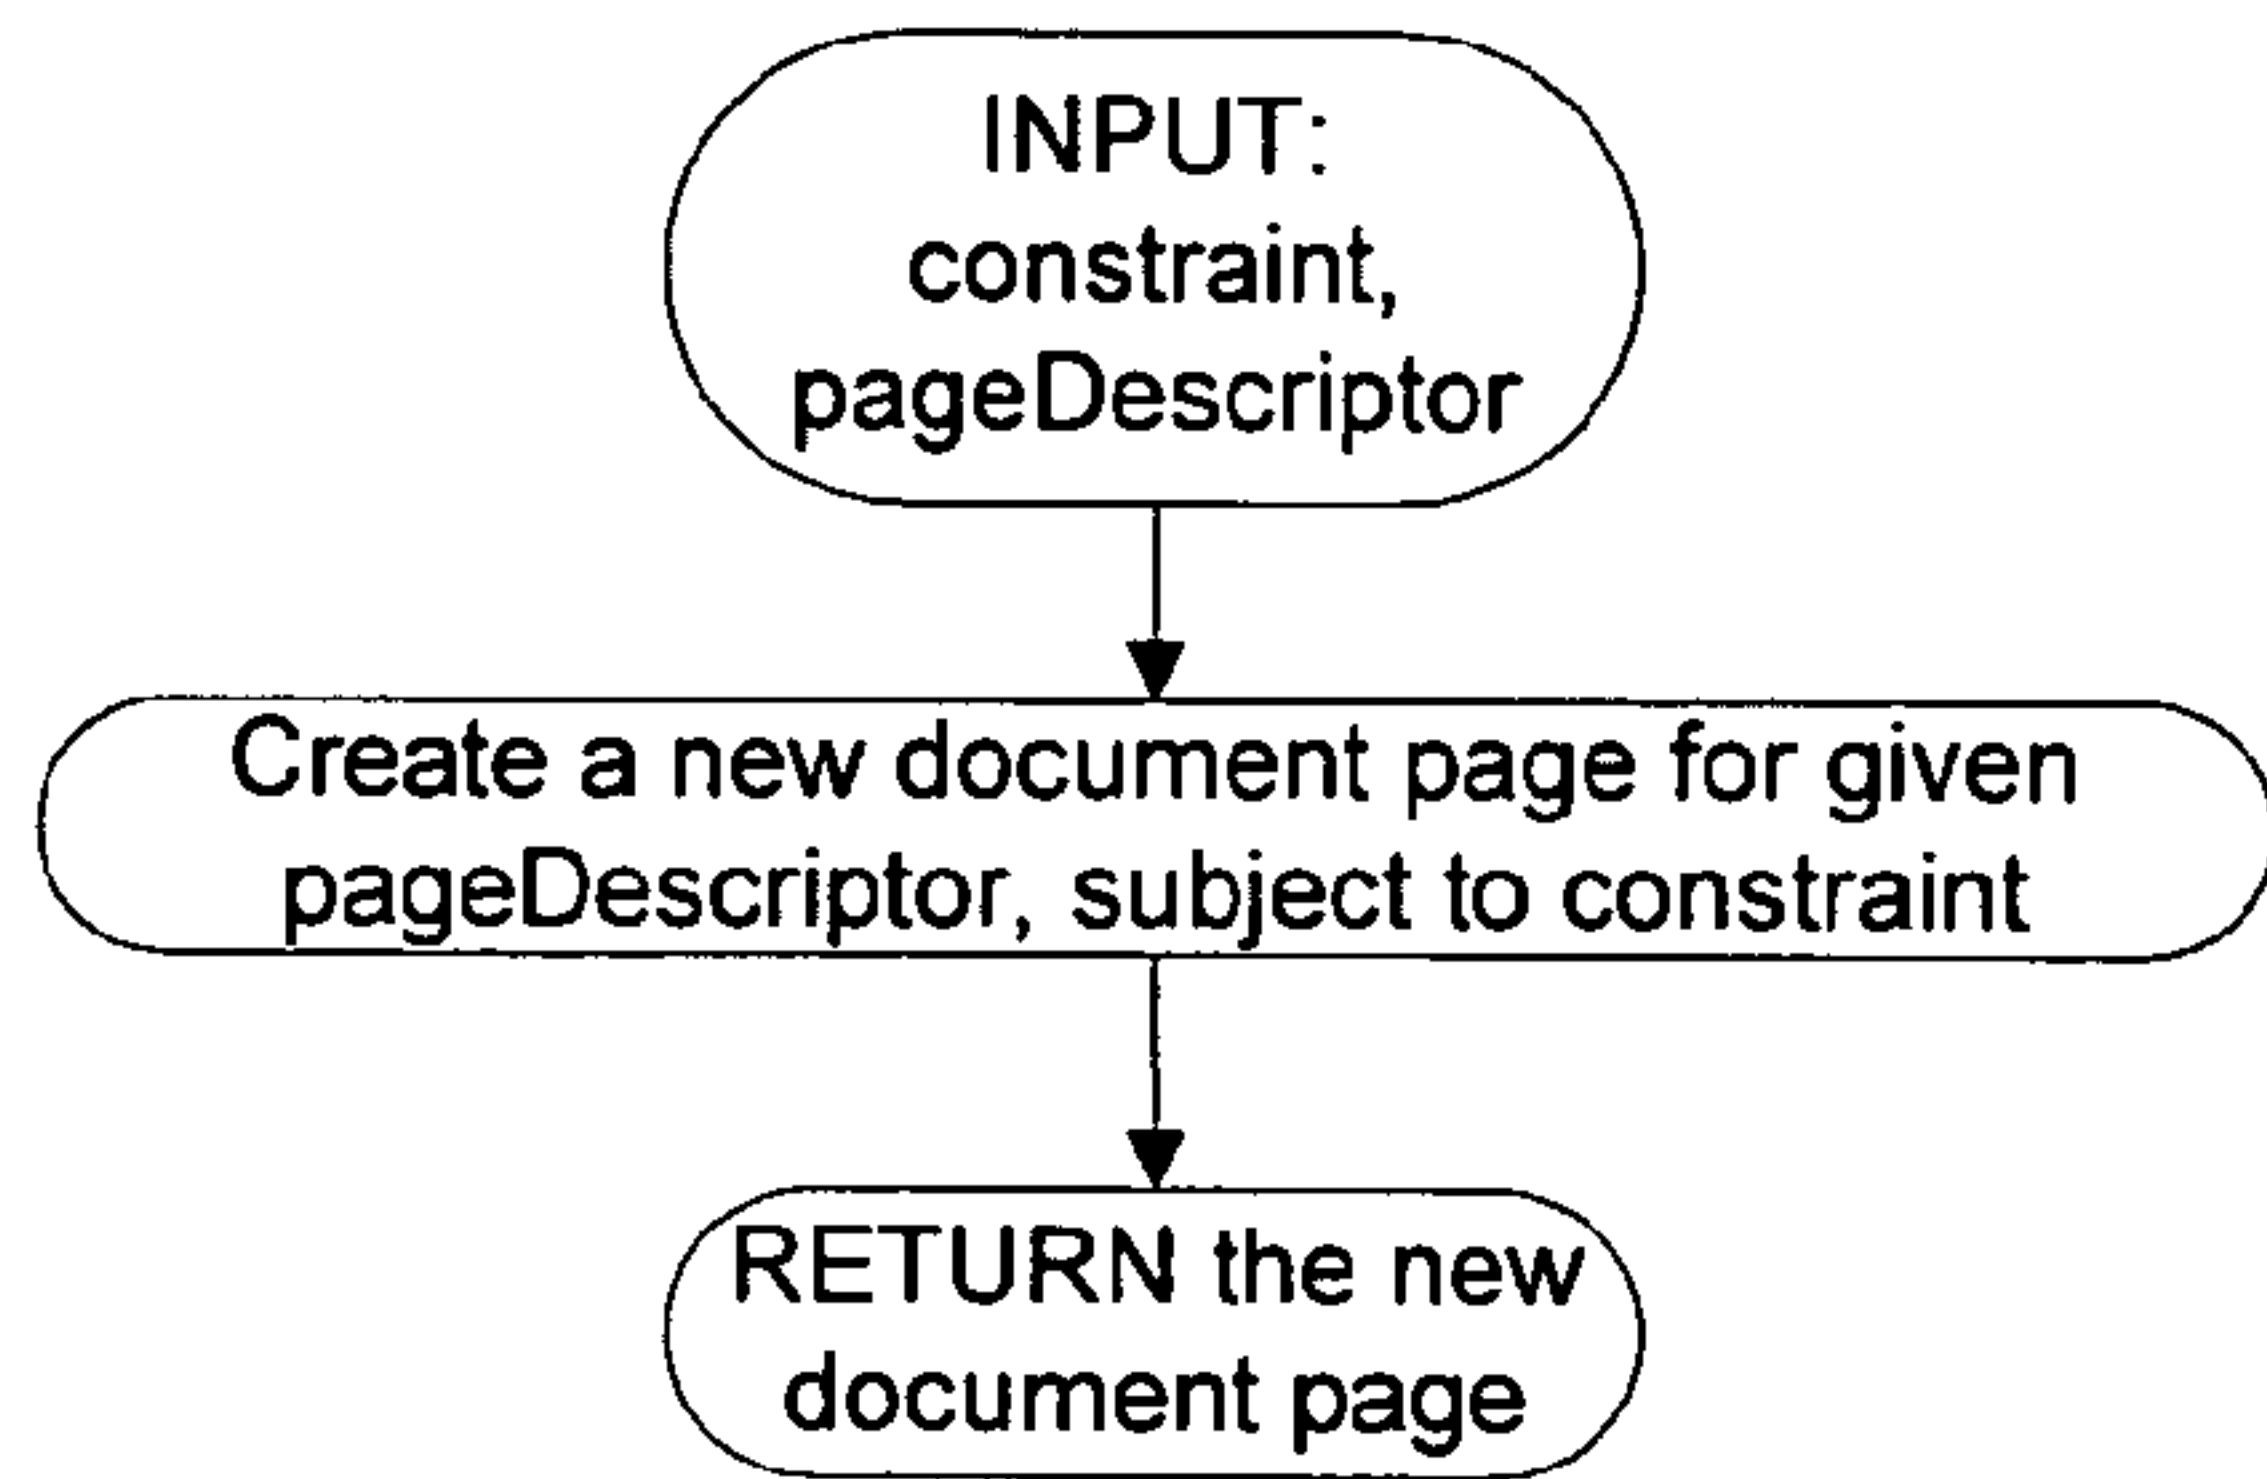 INPUT:
constraint,
pageDescriptor
Create a new document page for given
pageDescriptor, subject to constraint
RETURN the new
document page